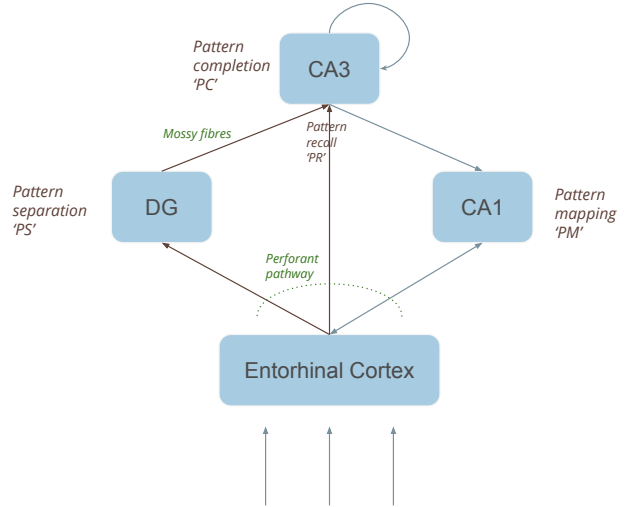 Pattern
completion
‘PC’
CA3
Mossy fibres
Pattern
recall
‘PR’
Pattern
separation
‘PS’
DG
CA1
Pattern
mapping
‘PM’
Perforant
pathway
Entorhinal Cortex